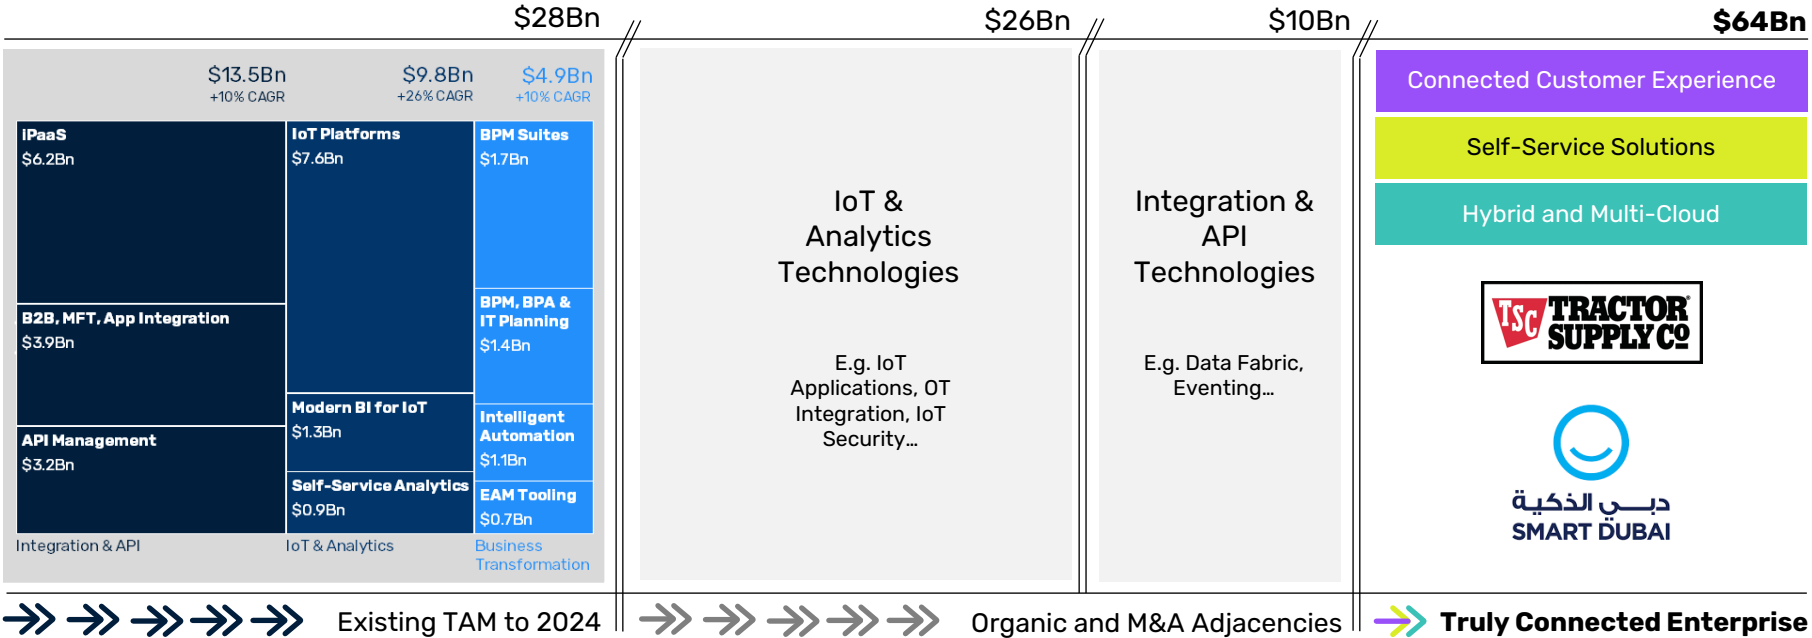 $28Bn
$26Bn
$10Bn
$64Bn
$13.5Bn
+10% CAGR
$9.8Bn
+26% CAGR
$4.9Bn
+10% CAGR
iPaaS
$6.2Bn
B2B, MFT, App Integration
$3.9Bn
API Management
$3.2Bn
Integration & API
IoT Platforms
$7.6Bn
Modern BI for IoT
$1.3Bn
Self-Service Analytics
$0.9Bn
IoT & Analytics
BPM Suites
$1.7Bn
BPM, BPA &
IT Planning
$1.4Bn
Intelligent
Automation
$1.1Bn
EAM Tooling
$0.7Bn
Business
Transformation
IoT &
Analytics
Technologies
E.g. IoT
Applications, OT
Integration, IoT
Security…
Integration &
API
Technologies
E.g. Data Fabric,
Eventing…
Connected Customer Experience
Self-Service Solutions
Hybrid and Multi-Cloud
TSC TRACTOR
SUPPLY CO
دبـي الذكية
SMART DUBAI
Existing TAM to 2024
Organic and M&A Adjacencies
Truly Connected Enterprise